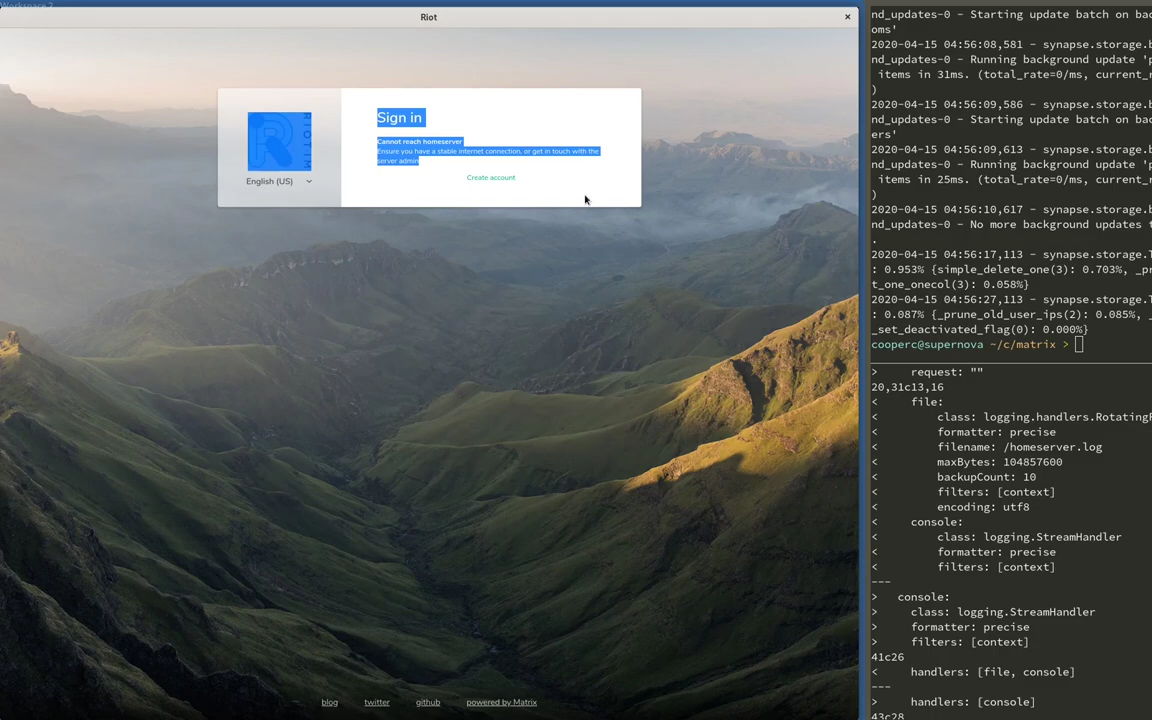 Workspace 2
Riot
Sign in
Cannot reach homeserver
Ensure you have a stable internet connection, or get in touch with the
server admin
Create account
English (US)
RIOT.IM
blog
twitter
github
powered by Matrix
nd_updates-0 - Starting update batch on bac
oms'
2020-04-15 04:56:08,581 - synapse.storage.b
nd_updates-0 - Running background update 'p
items in 31ms. (total_rate=0/ms, current_r
)
2020-04-15 04:56:09,586 - synapse.storage.b
nd_updates-0 - Starting update batch on bac
ers'
2020-04-15 04:56:09,613 - synapse.storage.b
nd_updates-0 - Running background update 'p
items in 25ms. (total_rate=0/ms, current_r
)
2020-04-15 04:56:10,617 - synapse.storage.b
nd_updates-0 - No more background updates t
.
2020-04-15 04:56:17,113 - synapse.storage.T
: 0.953% {simple_delete_one(3): 0.703%, _pr
t_one_onecol(3): 0.058%}
2020-04-15 04:56:27,113 - synapse.storage.T
: 0.087% {_prune_old_user_ips(2): 0.085%, _
_set_deactivated_flag(0): 0.000%}
cooperc@supernova ~/c/matrix >
> request: ""
20,31c13,16
< file:
< class: logging.handlers.RotatingF
< formatter: precise
< filename: /homeserver.log
< maxBytes: 104857600
< backupCount: 10
< filters: [context]
< encoding: utf8
< console:
< class: logging.StreamHandler
< formatter: precise
< filters: [context]
---
> console:
> class: logging.StreamHandler
> formatter: precise
> filters: [context]
41c26
< handlers: [file, console]
---
> handlers: [console]
43c28